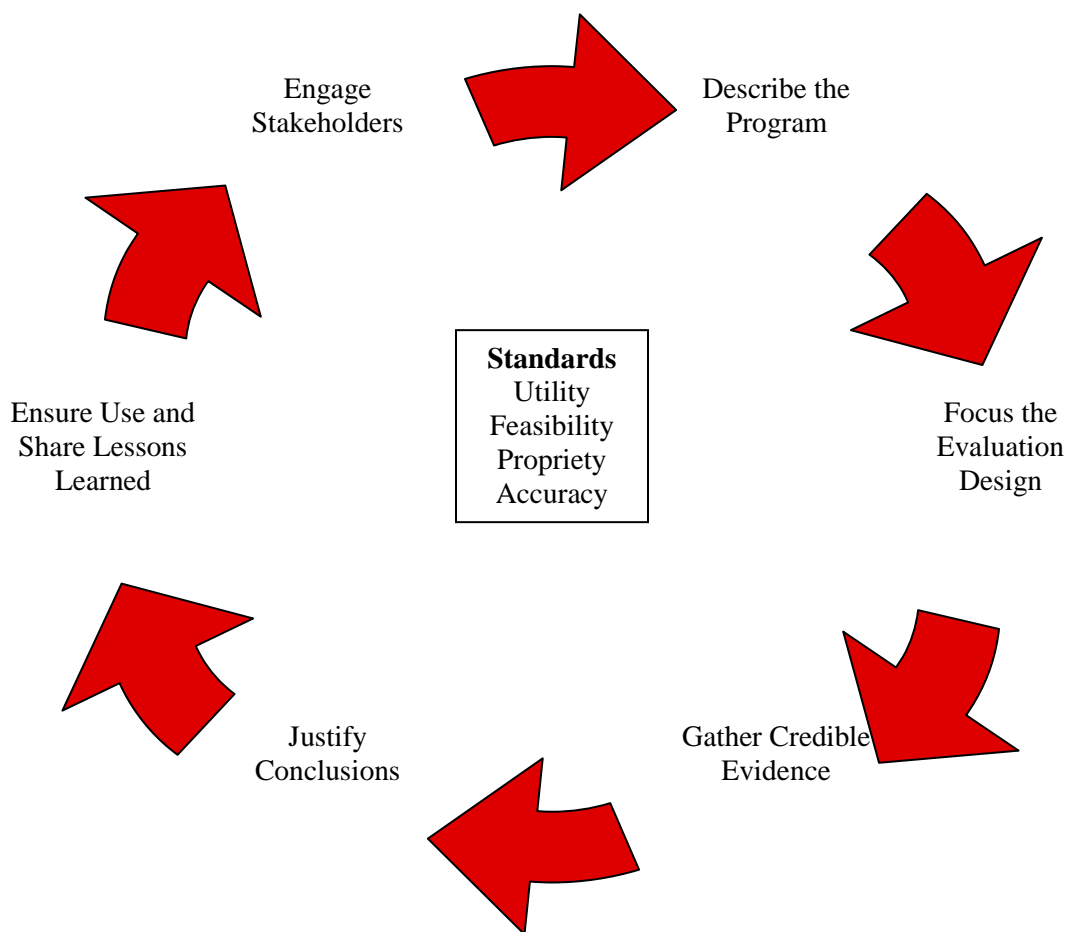 Engage
Stakeholders
Describe the
Program
Focus the
Evaluation
Design
Gather Credible
Evidence
Justify
Conclusions
Ensure Use and
Share Lessons
Learned
Standards
Utility
Feasibility
Propriety
Accuracy